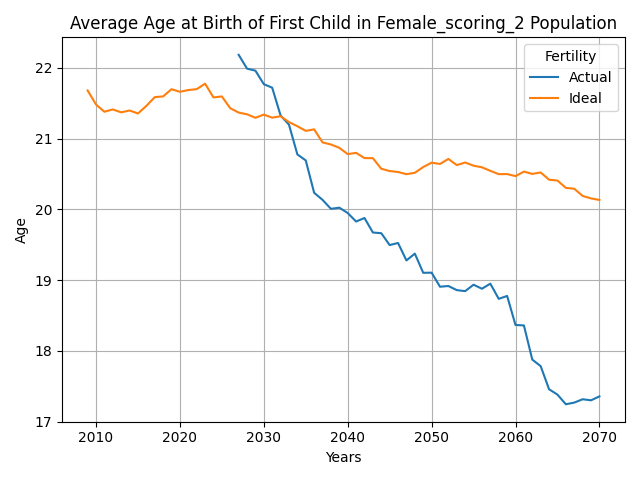 Average Age at Birth of First Child in Female_scoring_2 Population
Fertility
Actual
Ideal
22
21
20
19
18
17
Age
2010 2020 2030 2040 2050 2060 2070
Years